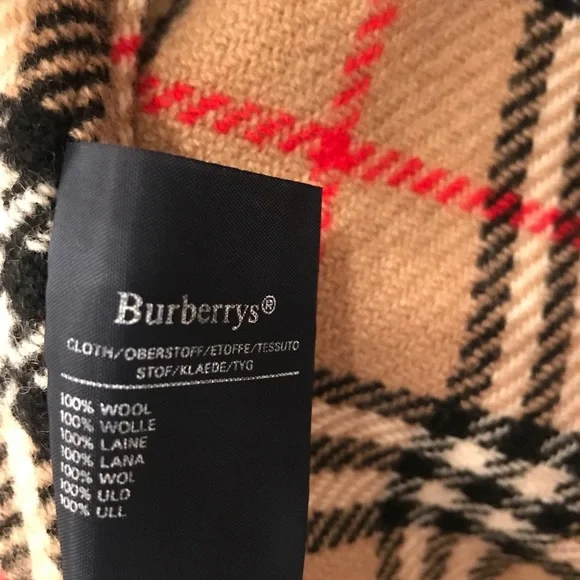 Burberrys®
CLOTH/OBERSTOFF/ETOFFE/TESSUTO
STOF/KLAEDE/TYG
100% WOOL
100% WOLLE
100% LAINE
100% LANA
100% WOL
100% ULD
100% ULL